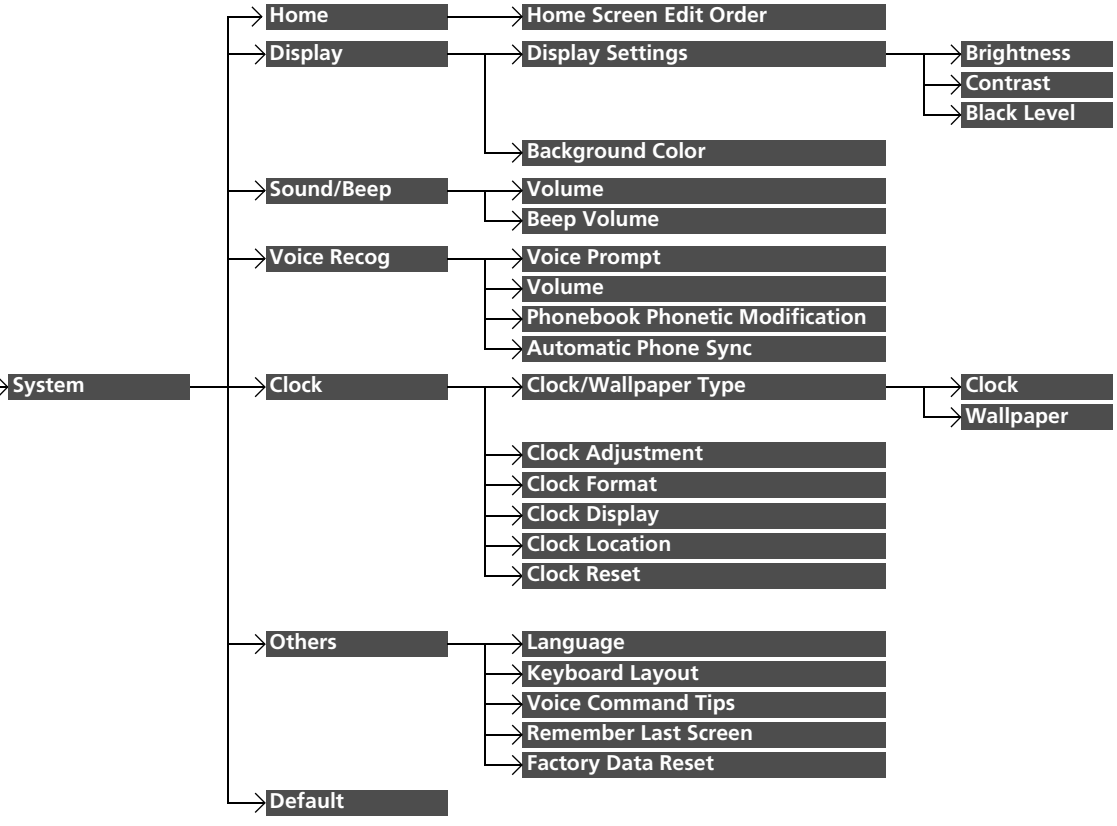 Home
Home Screen Edit Order
Display
Display Settings
Brightness
Contrast
Black Level
Background Color
Sound/Beep
Volume
Beep Volume
Voice Recog
Voice Prompt
Volume
Phonebook Phonetic Modification
Automatic Phone Sync
System
Clock
Clock/Wallpaper Type
Clock
Wallpaper
Clock Adjustment
Clock Format
Clock Display
Clock Location
Clock Reset
Others
Language
Keyboard Layout
Voice Command Tips
Remember Last Screen
Factory Data Reset
Default